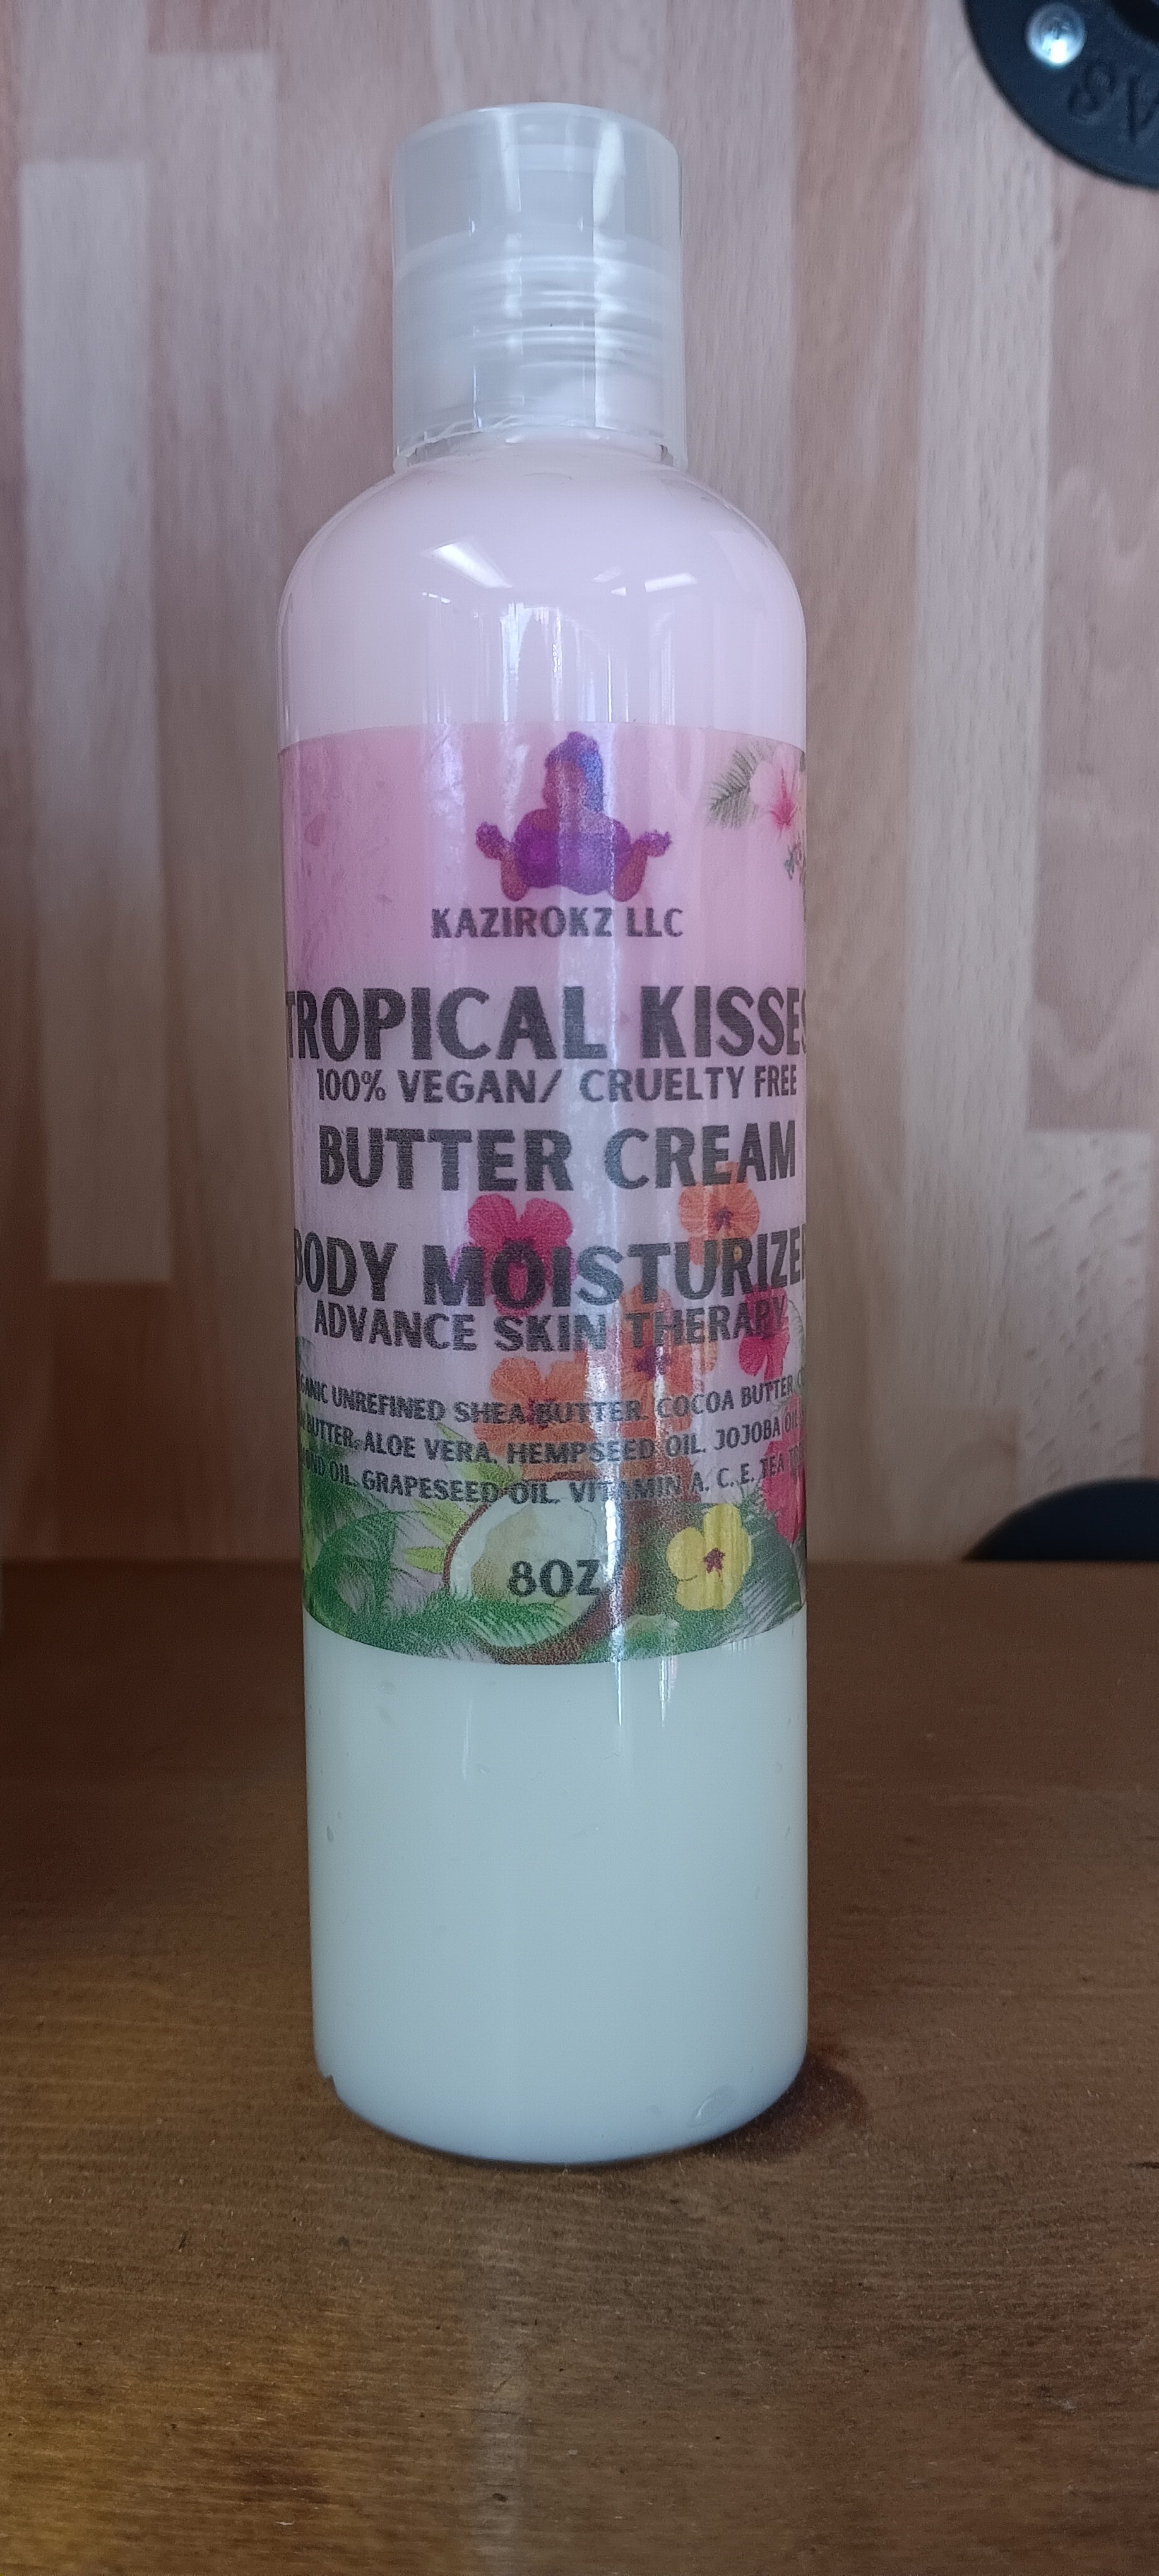 KAZIROKZ LLC
TROPICAL KISSES
100% VEGAN/ CRUELTY FREE
BUTTER CREAM
BODY MOISTURIZER
ADVANCE SKIN THERAPY
UNREFINED SHEA BUTTER. COCOA BUTTER
BUTTER. ALOE VERA. HEMPSEED OIL. JOJOBA OIL
OIL. GRAPESEED OIL. VITAMIN A. C. E. TEA
8OZ